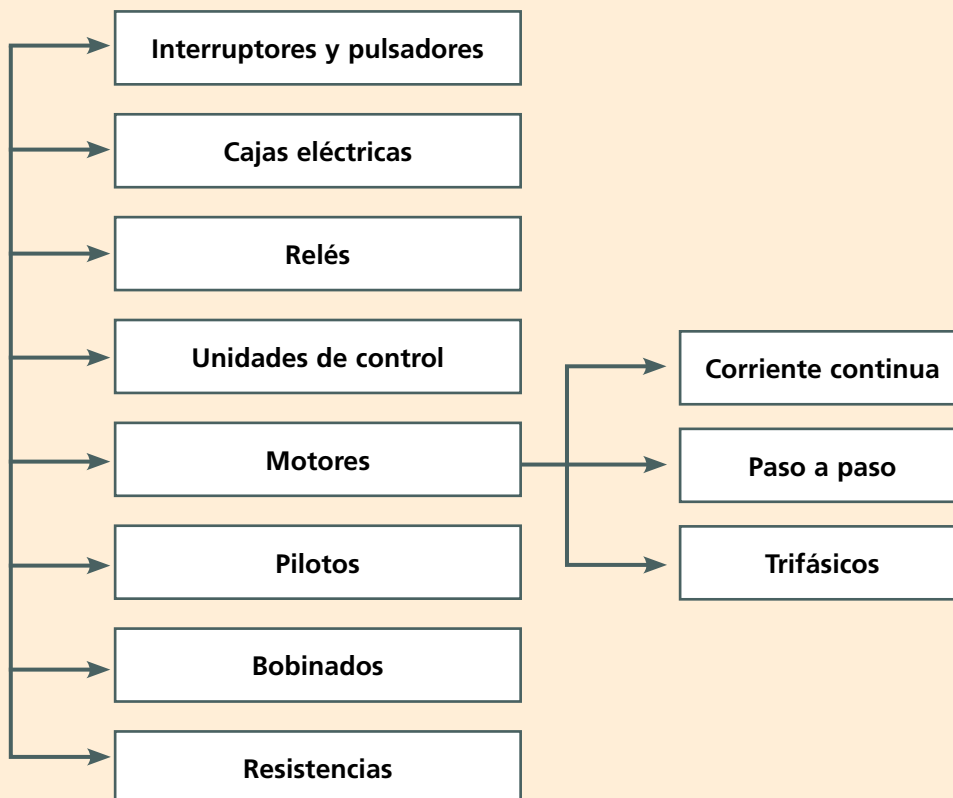 Interruptores y pulsadores
Cajas eléctricas
Relés
Unidades de control
Motores
Pilotos
Bobinados
Resistencias
Corriente continua
Paso a paso
Trifásicos